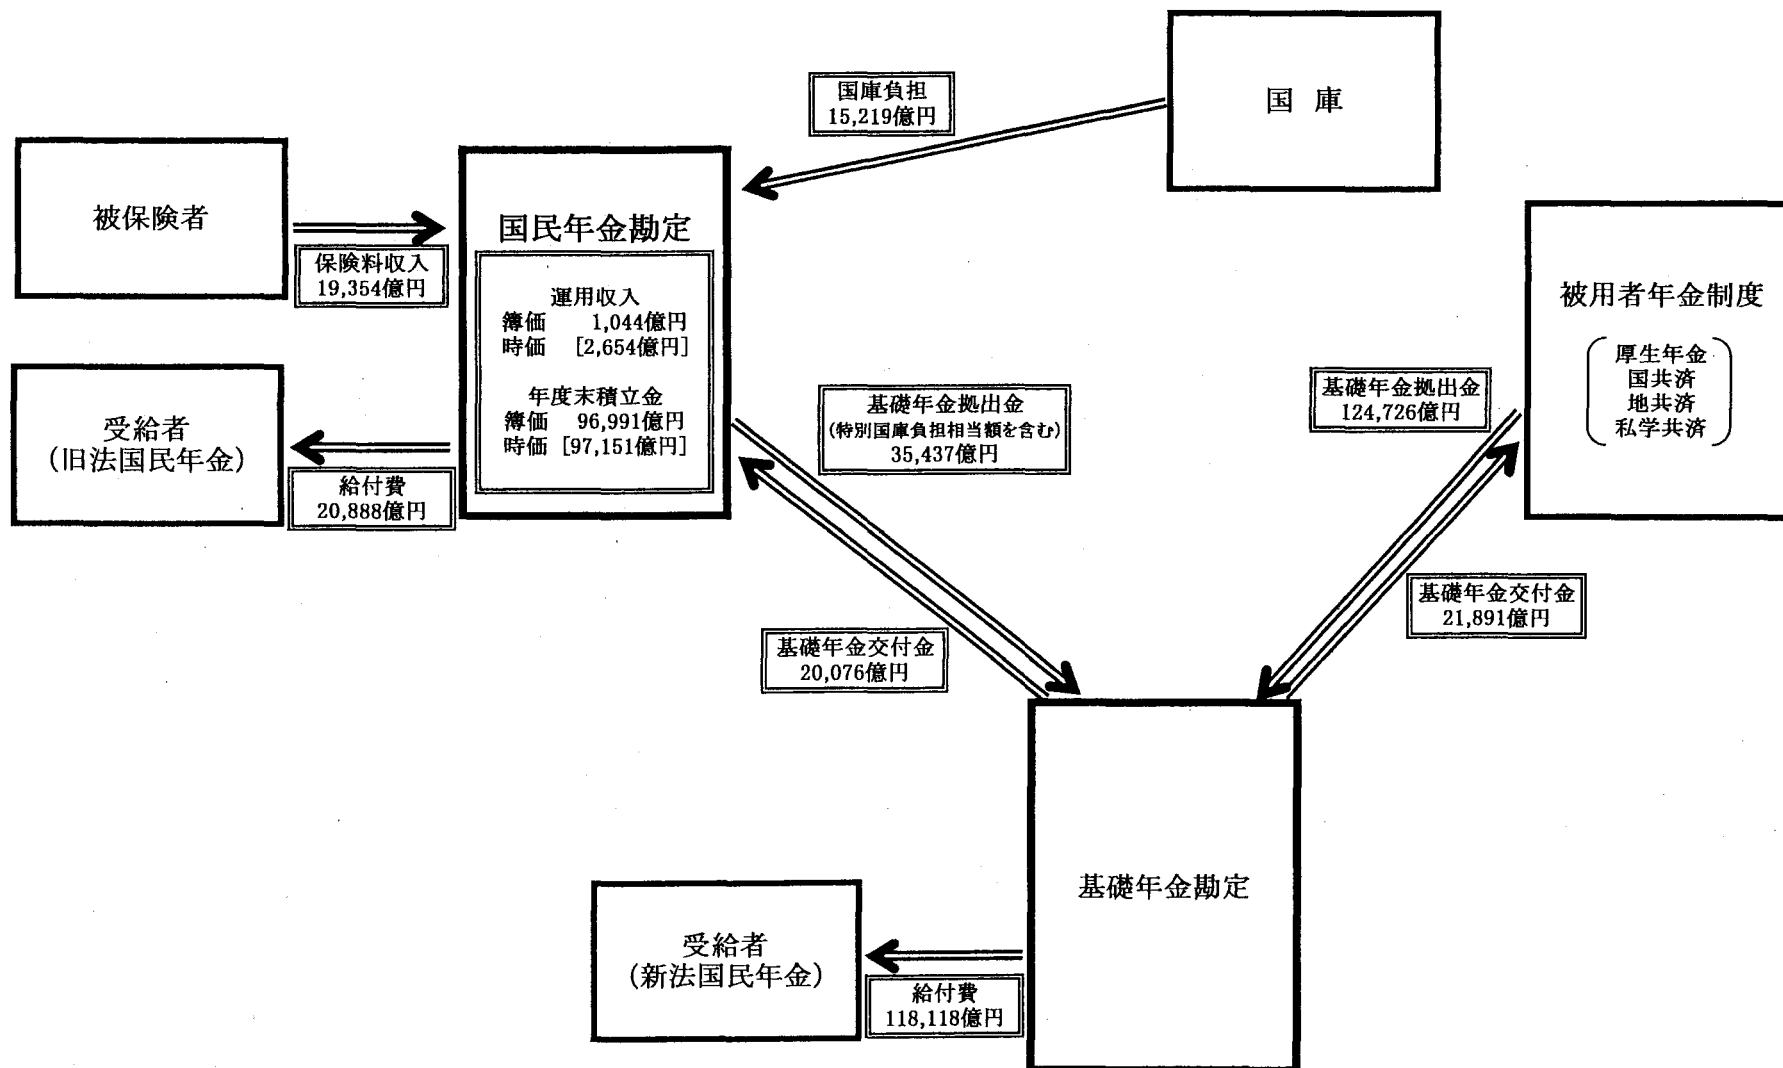 国庫
国庫負担
15,219億円
被保険者
保険料収入
19,354億円
国民年金勘定
運用収入
簿価 1,044億円
時価 [2,654億円]
年度末積立金
簿価 96,991億円
時価 [97,151億円]
受給者
(旧法国民年金)
給付費
20,888億円
基礎年金拠出金
(特別国庫負担相当額を含む)
35,437億円
基礎年金拠出金
124,726億円
被用者年金制度
厚生年金
国共済
地共済
私学共済
基礎年金交付金
20,076億円
基礎年金交付金
21,891億円
基礎年金勘定
受給者
(新法国民年金)
給付費
118,118億円